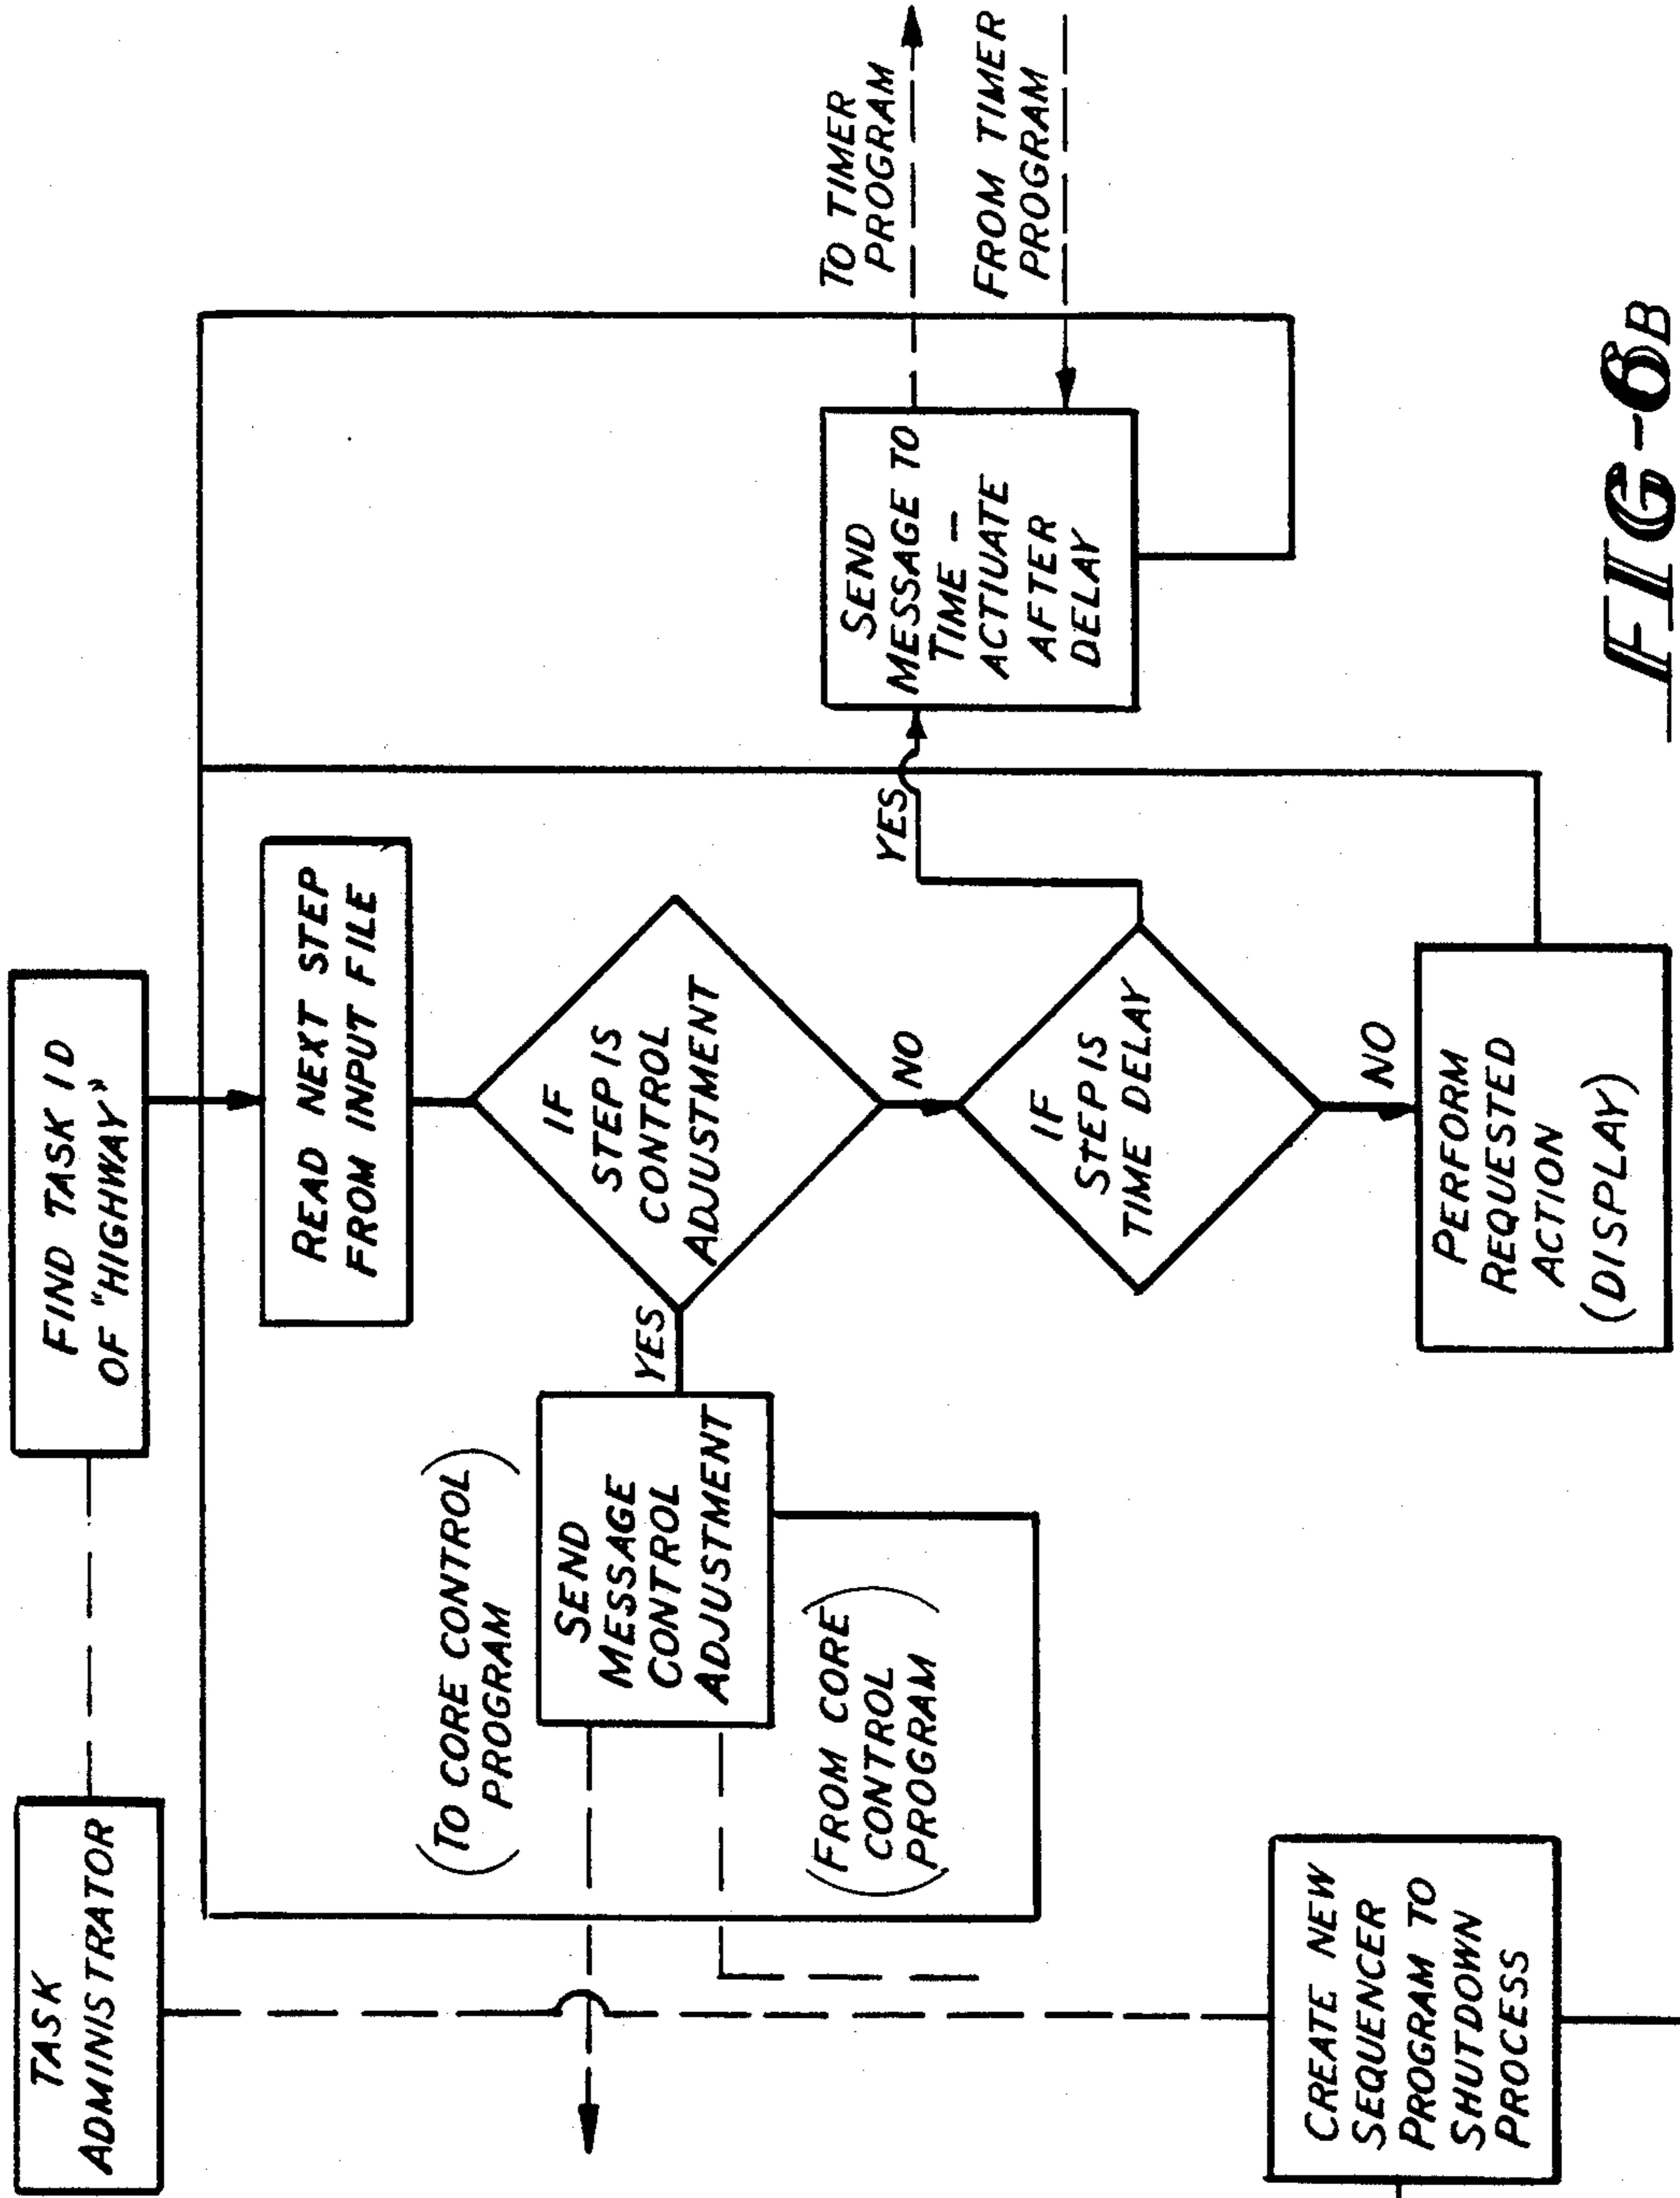 TASK
ADMINISTRATOR
FIND TASK ID
OF "HIGHWAY"
READ NEXT STEP
FROM INPUT FILE
(TO CORE CONTROL
PROGRAM)
SEND
MESSAGE
CONTROL
ADJUSTMENT
YES
IF
STEP IS
CONTROL
ADJUSTMENT
(FROM CORE
CONTROL
PROGRAM)
NO
IF
STEP IS
TIME DELAY
YES
SEND
MESSAGE TO
TIME –
ACTIUATE
AFTER
DELAY
TO TIMER
PROGRAM
FROM TIMER
PROGRAM
NO
PERFORM
REQUESTED
ACTION
(DISPLAY)
CREATE NEW
SEQUENCER
PROGRAM TO
SHUTDOWN
PROCESS
FIG-6B